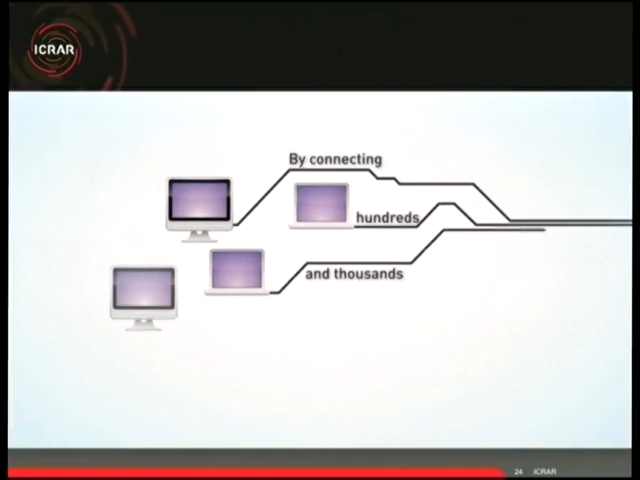 ICRAR
By connecting
hundreds
and thousands
24 ICRAR